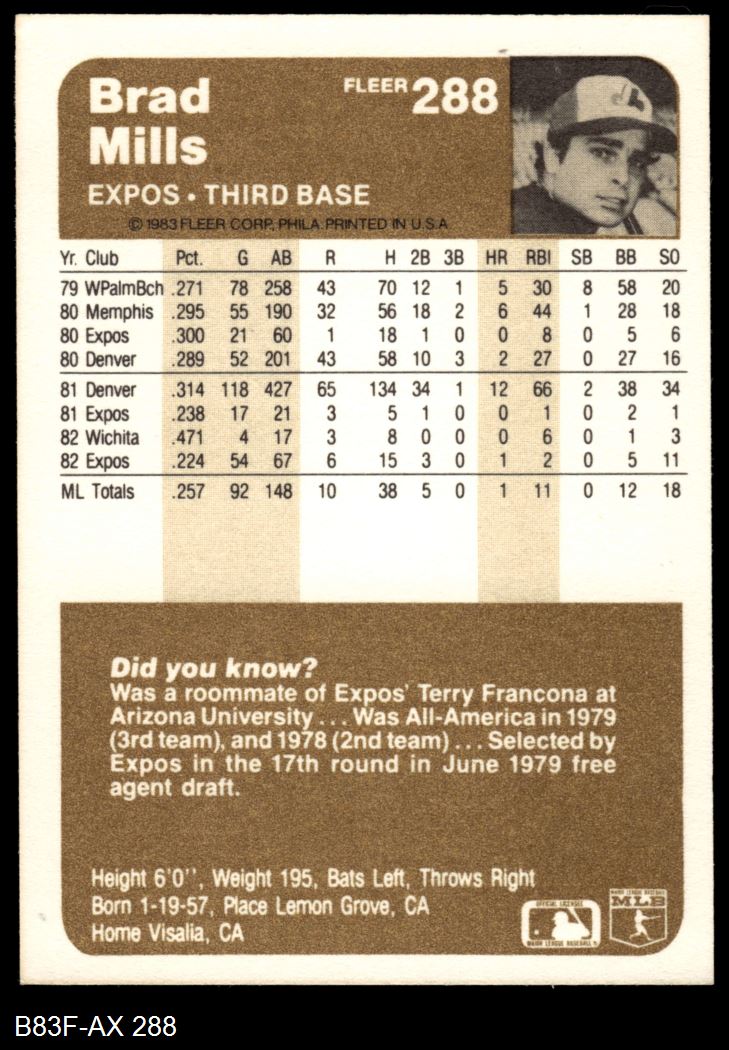 Brad
Mills
FLEER 288
EXPOS • THIRD BASE
© 1983 FLEER CORP., PHILA. PRINTED IN U.S.A.
Yr. Club Pct. G AB R H 2B 3B HR RBI SB BB SO
79 WPalmBch .271 78 258 43 70 12 1 5 30 8 58 20
80 Memphis .295 55 190 32 56 18 2 6 44 1 28 18
80 Expos .300 21 60 1 18 1 0 0 8 0 5 6
80 Denver .289 52 201 43 58 10 3 2 27 0 27 16
81 Denver .314 118 427 65 134 34 1 12 66 2 38 34
81 Expos .238 17 21 3 5 1 0 0 1 0 2 1
82 Wichita .471 4 17 3 8 0 0 0 6 0 1 3
82 Expos .224 54 67 6 15 3 0 1 2 0 5 11
ML Totals .257 92 148 10 38 5 0 1 11 0 12 18
Did you know?
Was a roommate of Expos' Terry Francona at
Arizona University . . . Was All-America in 1979
(3rd team), and 1978 (2nd team) . . . Selected by
Expos in the 17th round in June 1979 free
agent draft.
Height 6'0'', Weight 195, Bats Left, Throws Right
Born 1-19-57, Place Lemon Grove, CA
Home Visalia, CA
OFFICIAL LICENSEE
MAJOR LEAGUE BASEBALL
MAJOR LEAGUE BASEBALL
MLB
B83F-AX 288